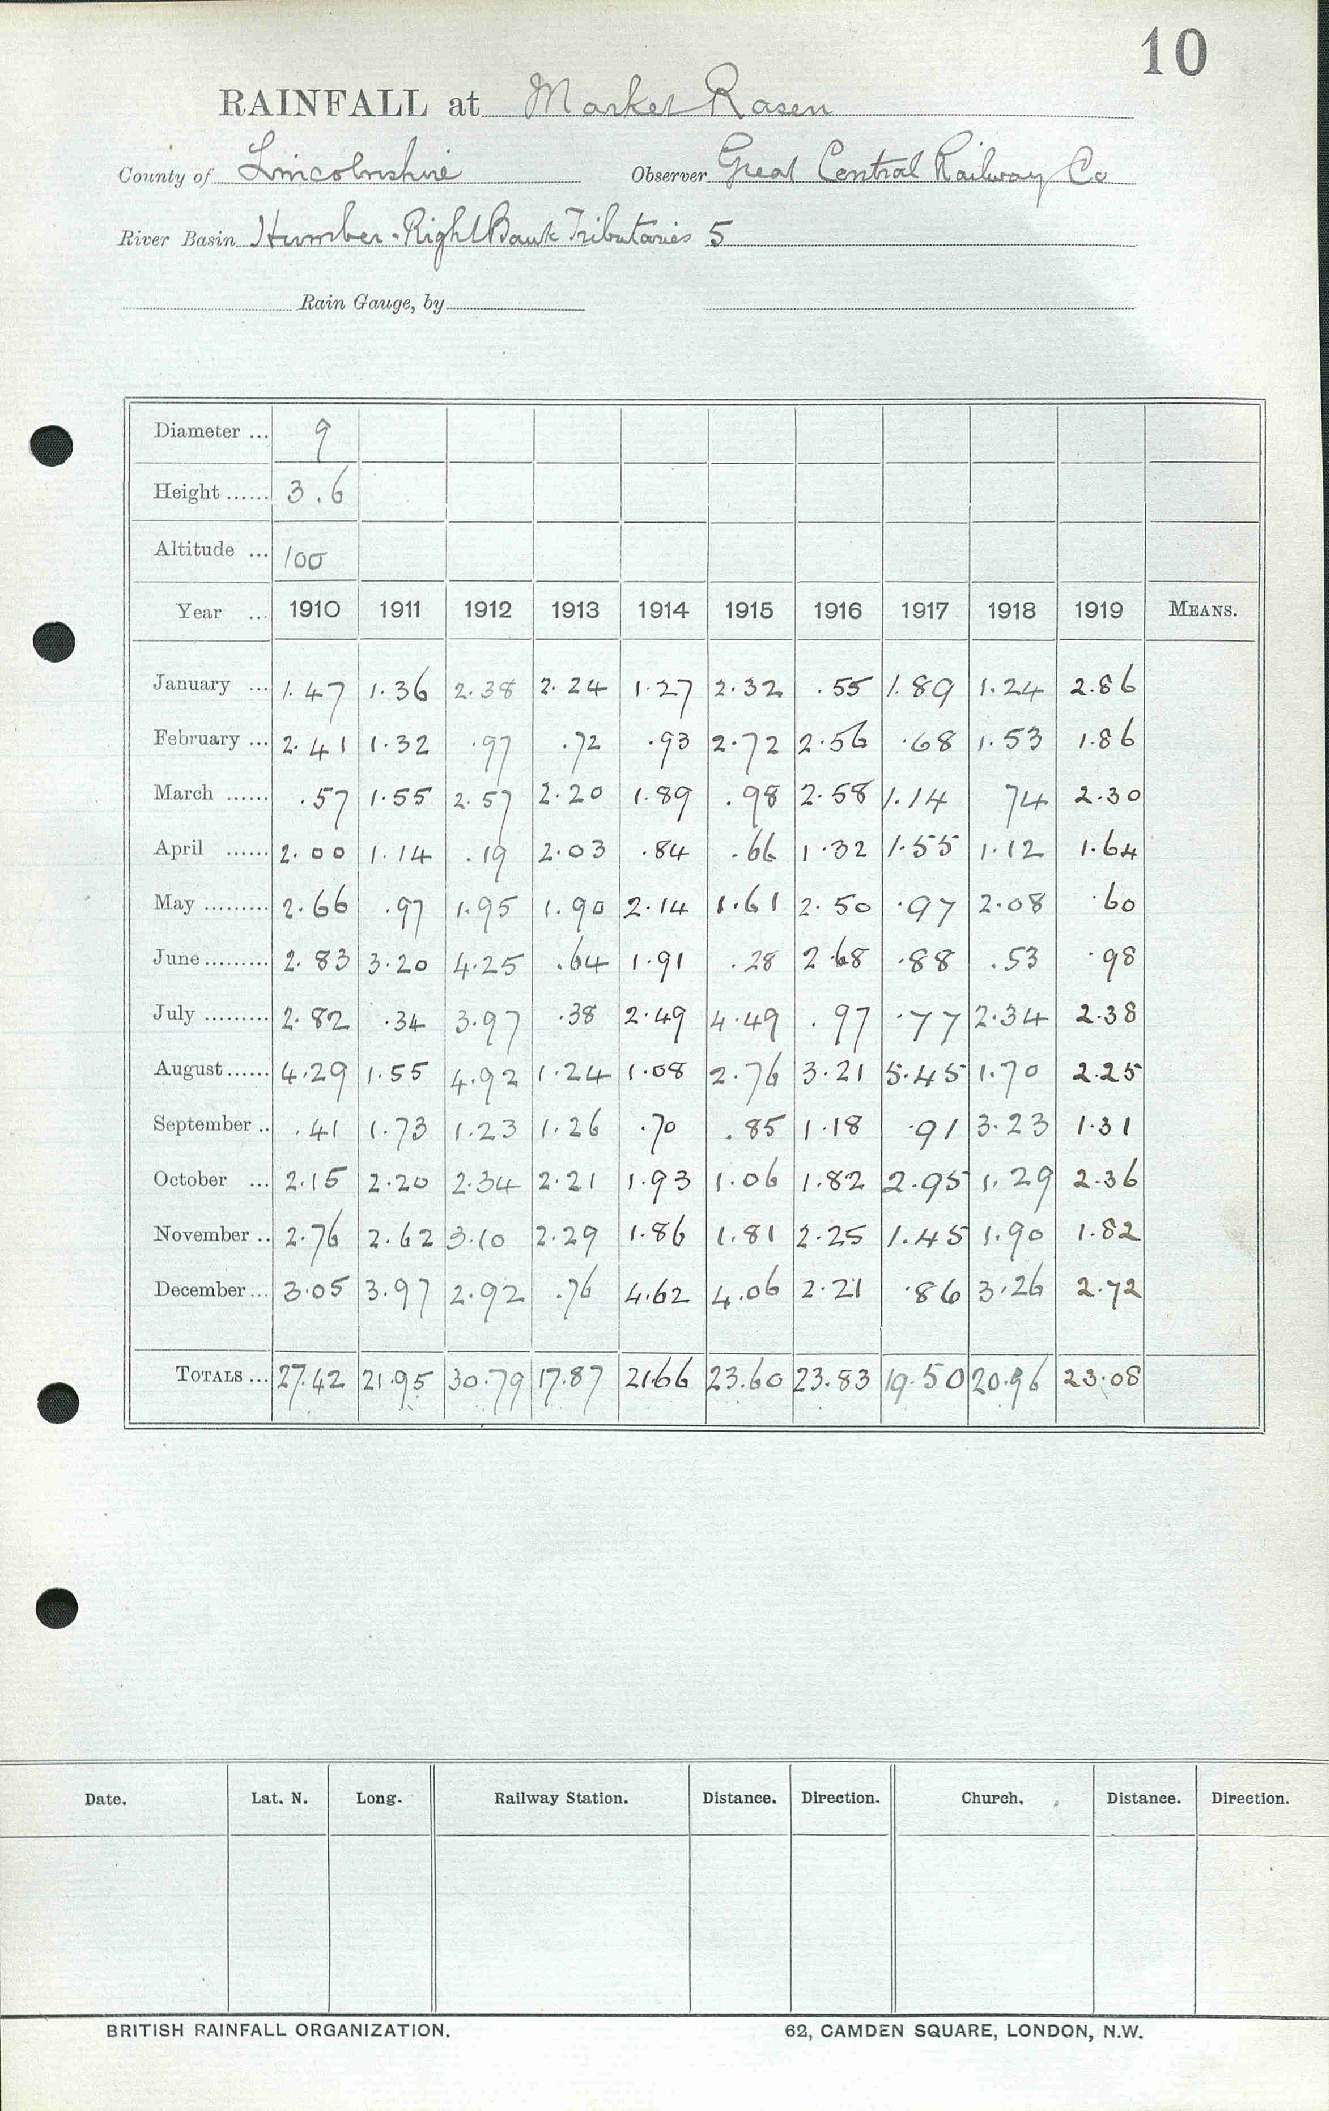 10
RAINFALL at Market Rasen
County of Lincolnshire Observer Great Central Railway Co
River Basin Humber - Right Bank Tributaries 5
Rain Gauge, by
Diameter ... 9
Height ...... 3.6
Altitude ... 100
Year ... 1910 1911 1912 1913 1914 1915 1916 1917 1918 1919 MEANS.
January ... 1.47 1.36 2.38 2.24 1.27 2.32 .55 1.89 1.24 2.86
February ... 2.41 1.32 .97 .72 .93 2.72 2.56 .68 1.53 1.86
March ...... .57 1.55 2.57 2.20 1.89 .98 2.58 1.14 74 2.30
April ...... 2.00 1.14 .19 2.03 .84 .66 1.32 1.55 1.12 1.64
May ......... 2.66 .97 1.95 1.90 2.14 1.61 2.50 .97 2.08 .60
June ......... 2.83 3.20 4.25 .64 1.91 .28 2.68 .88 .53 .98
July ......... 2.82 .34 3.97 .38 2.49 4.49 .97 .77 2.34 2.38
August ...... 4.29 1.55 4.92 1.24 1.08 2.76 3.21 5.45 1.70 2.25
September .. .41 1.73 1.23 1.26 .70 .85 1.18 .91 3.23 1.31
October ... 2.15 2.20 2.34 2.21 1.93 1.06 1.82 2.95 1.29 2.36
November .. 2.76 2.62 3.10 2.29 1.86 1.81 2.25 1.45 1.90 1.82
December ... 3.05 3.97 2.92 .76 4.62 4.06 2.21 .86 3.26 2.72
TOTALS ... 27.42 21.95 30.79 17.87 21.66 23.60 23.83 19.50 20.96 23.08
Date. Lat. N. Long. Railway Station. Distance. Direction. Church. Distance. Direction.
BRITISH RAINFALL ORGANIZATION. 62, CAMDEN SQUARE, LONDON, N.W.